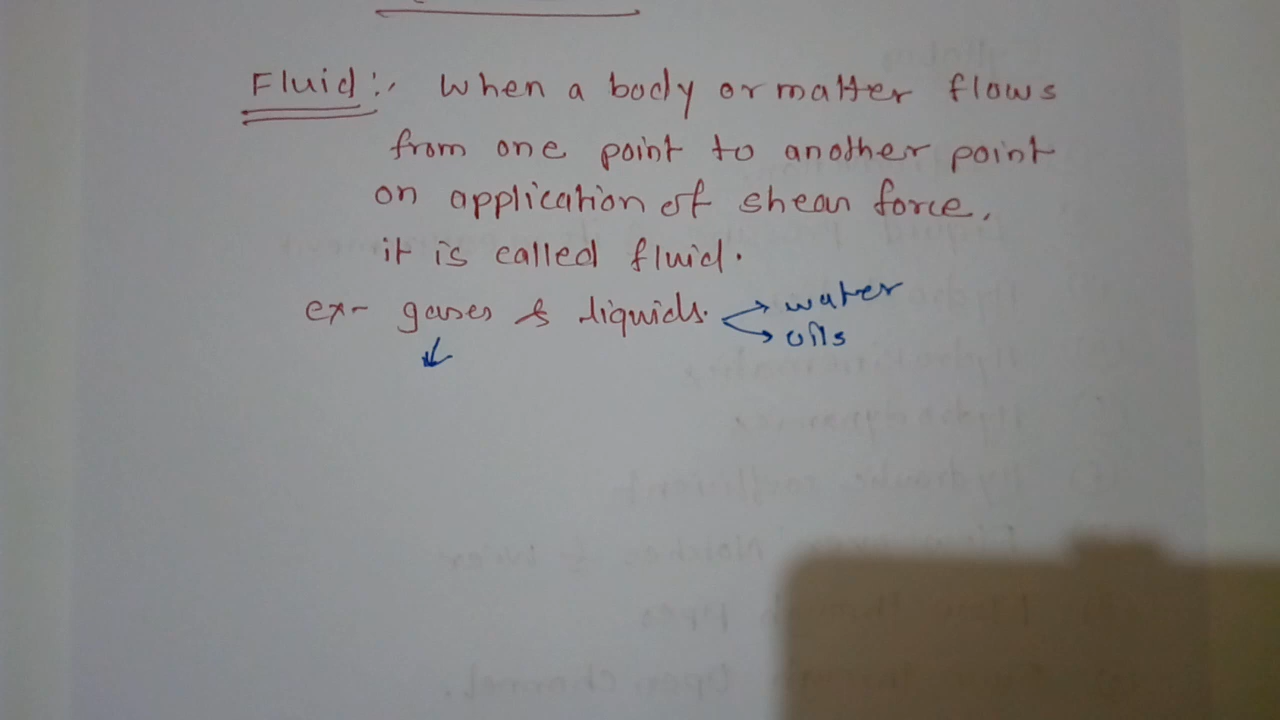 Fluid :- When a body or matter flows
from one point to another point
on application of shear force,
it is called fluid.
ex- gases & liquids. → water
→ oils